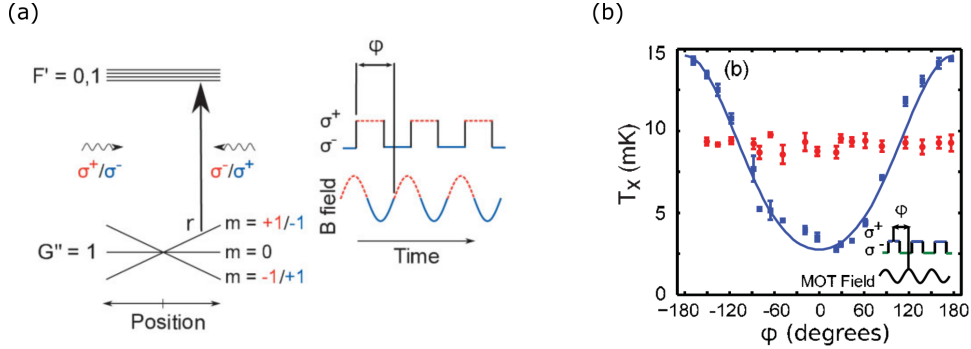 (a)
φ
F' = 0,1
σ⁺
σ⁻
σ⁺/σ⁻
σ⁻/σ⁺
B field
r
m = +1/-1
G" = 1
m = 0
m = -1/+1
Time
Position
(b)
(b)
15
10
5
0
Tₓ (mK)
φ
σ⁺
σ⁻
MOT Field
-180
-120
-60
0
60
120
180
φ (degrees)